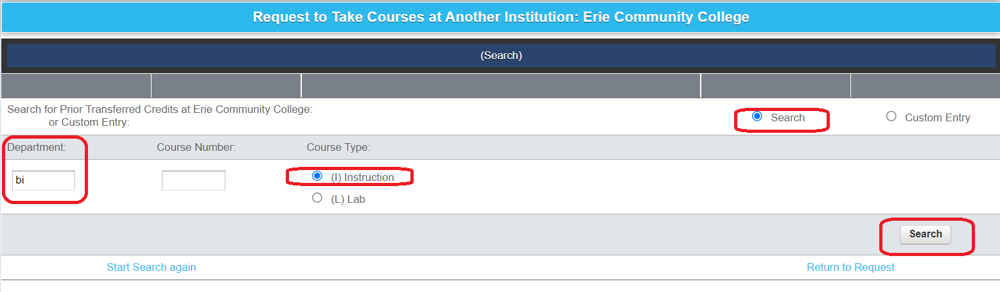 Request to Take Courses at Another Institution: Erie Community College
(Search)
Search for Prior Transferred Credits at Erie Community College:
or Custom Entry:
Search
Custom Entry
Department:
Course Number:
Course Type:
bi
(I) Instruction
(L) Lab
Search
Start Search again
Return to Request